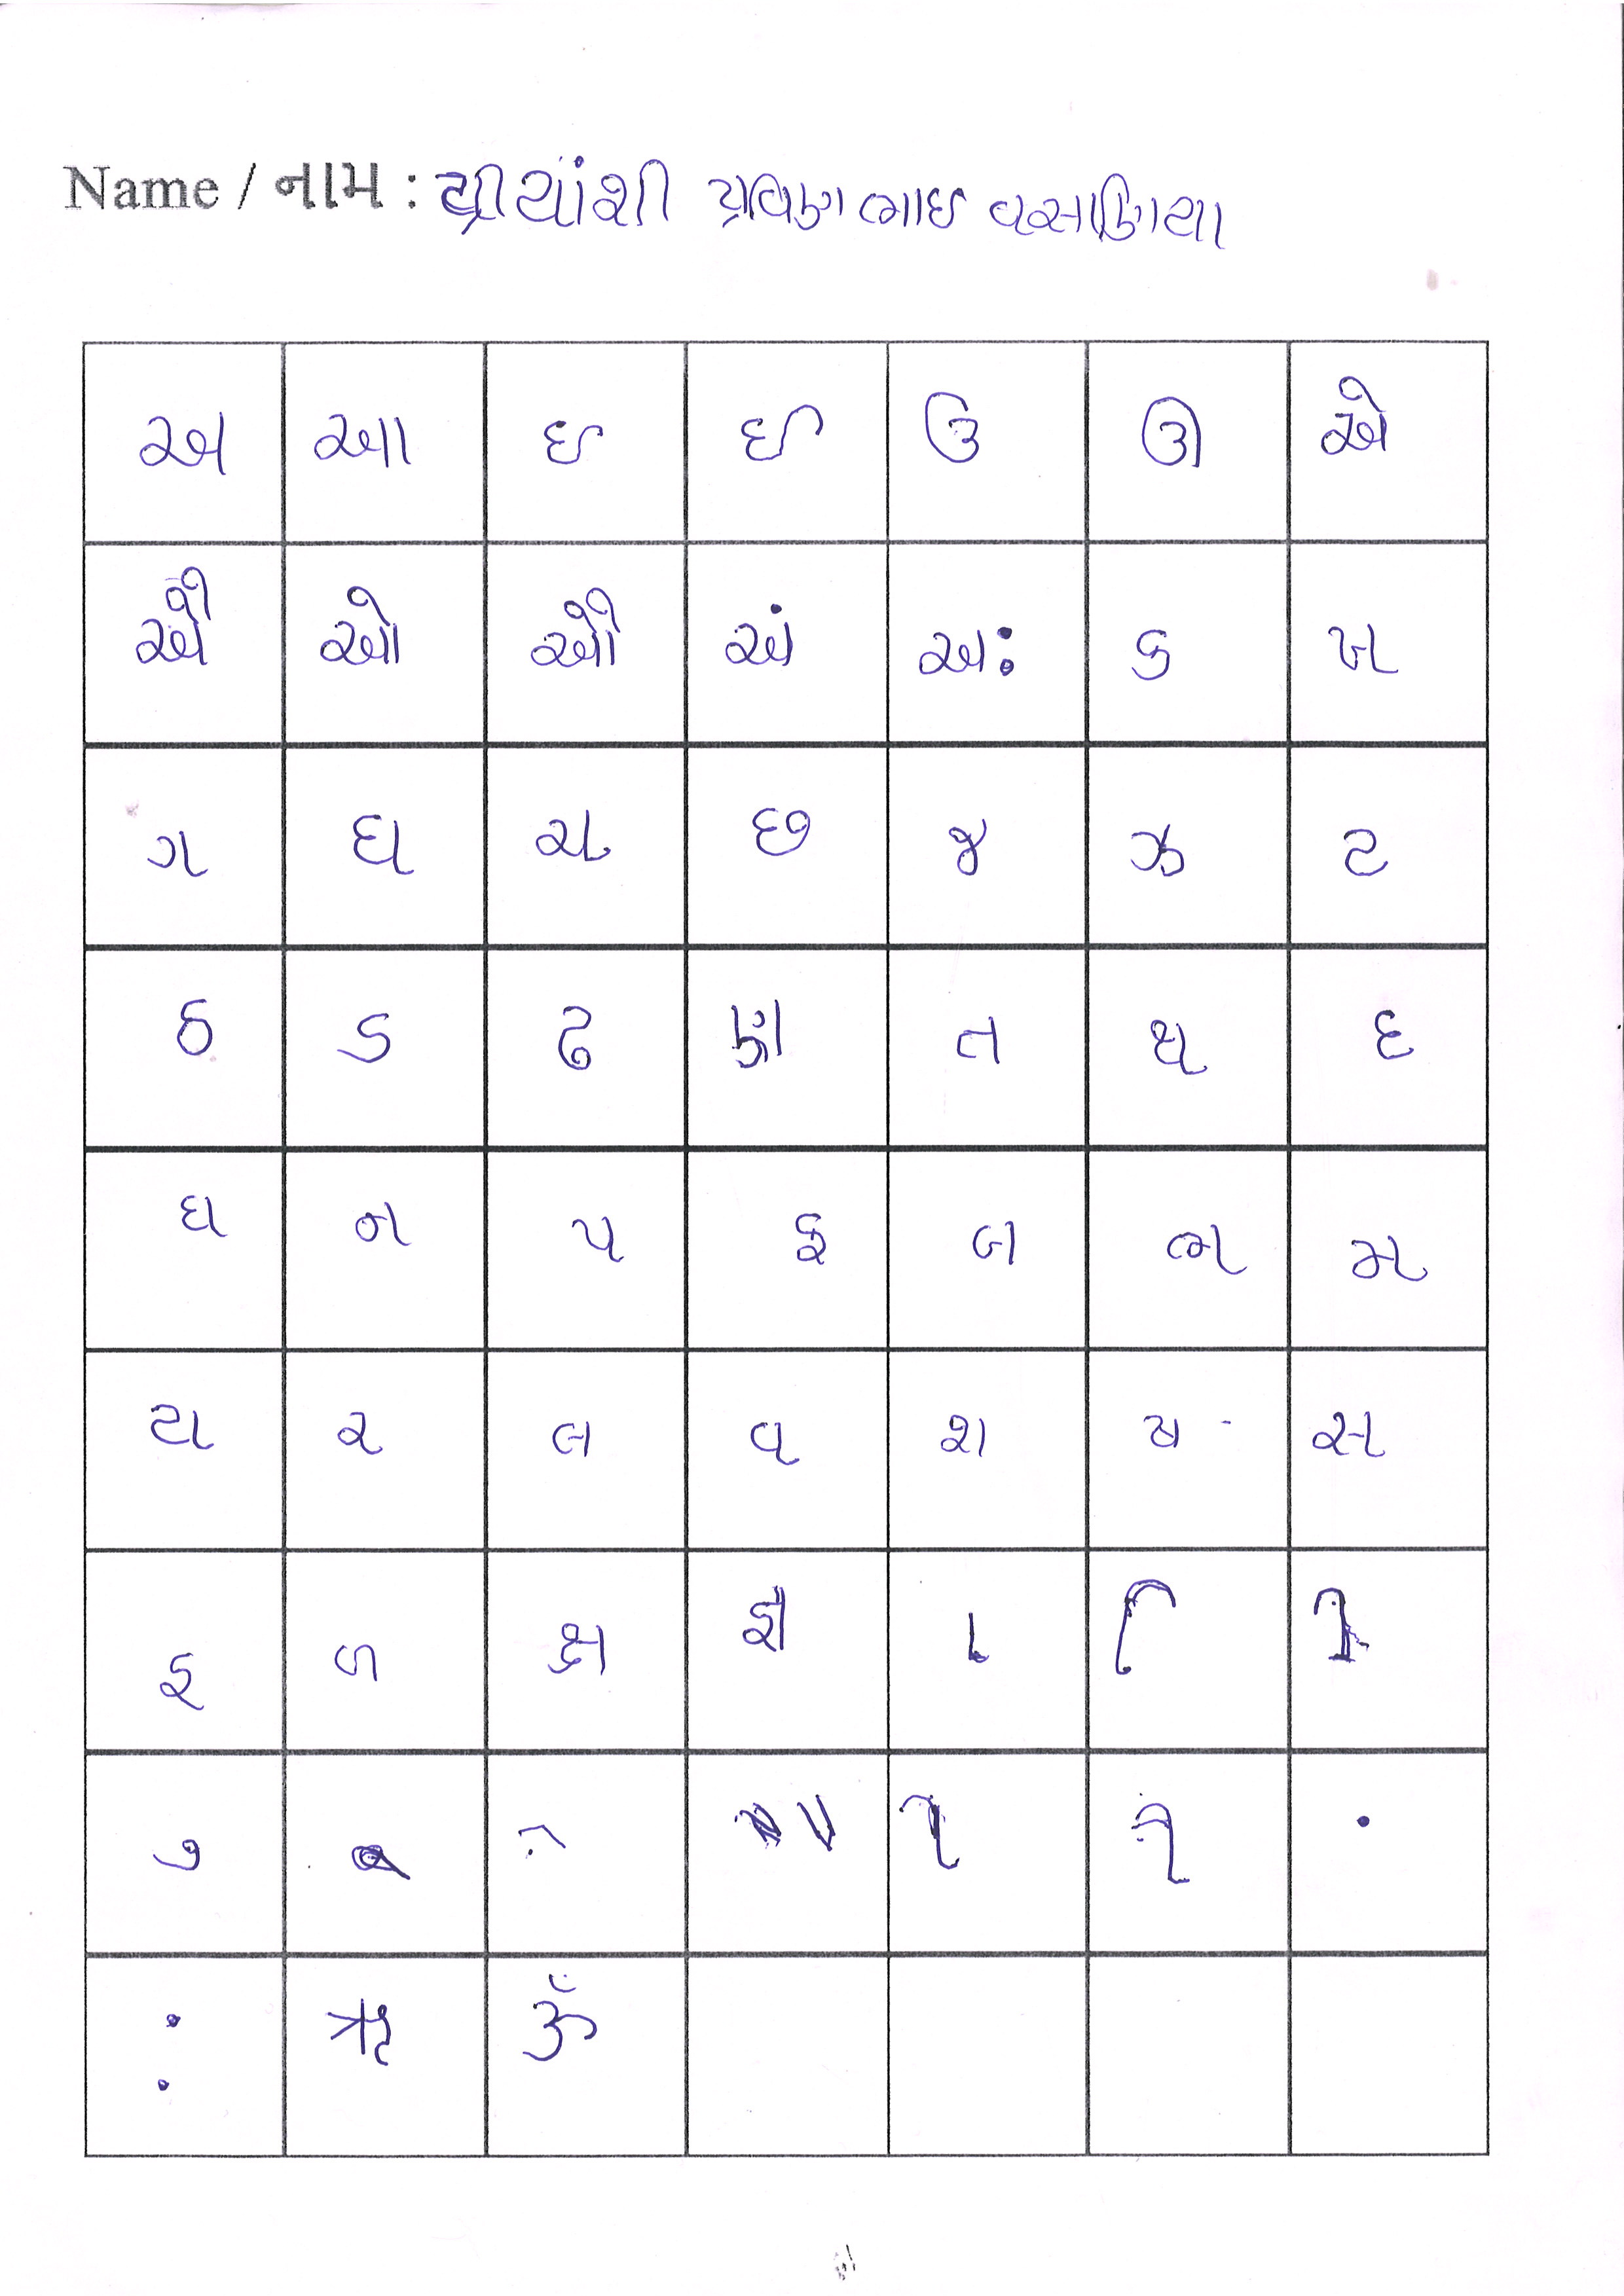 Name / નામ : પ્રીયાંશી પ્રવિણભાઇ વસાણિયા
અ આ ઇ ઈ ઉ ઊ એ
ઐ ઓ ઔ અં અઃ ક ખ
ગ ઘ ચ છ જ ઝ ટ
ઠ ડ ઢ ણ ત થ દ
ધ ન પ ફ બ ભ મ
ય ર લ વ શ ષ સ
હ ળ ક્ષ જ્ઞ ા િ ી
ુ ૂ ે ો ં
ઃ ઋ ૐ